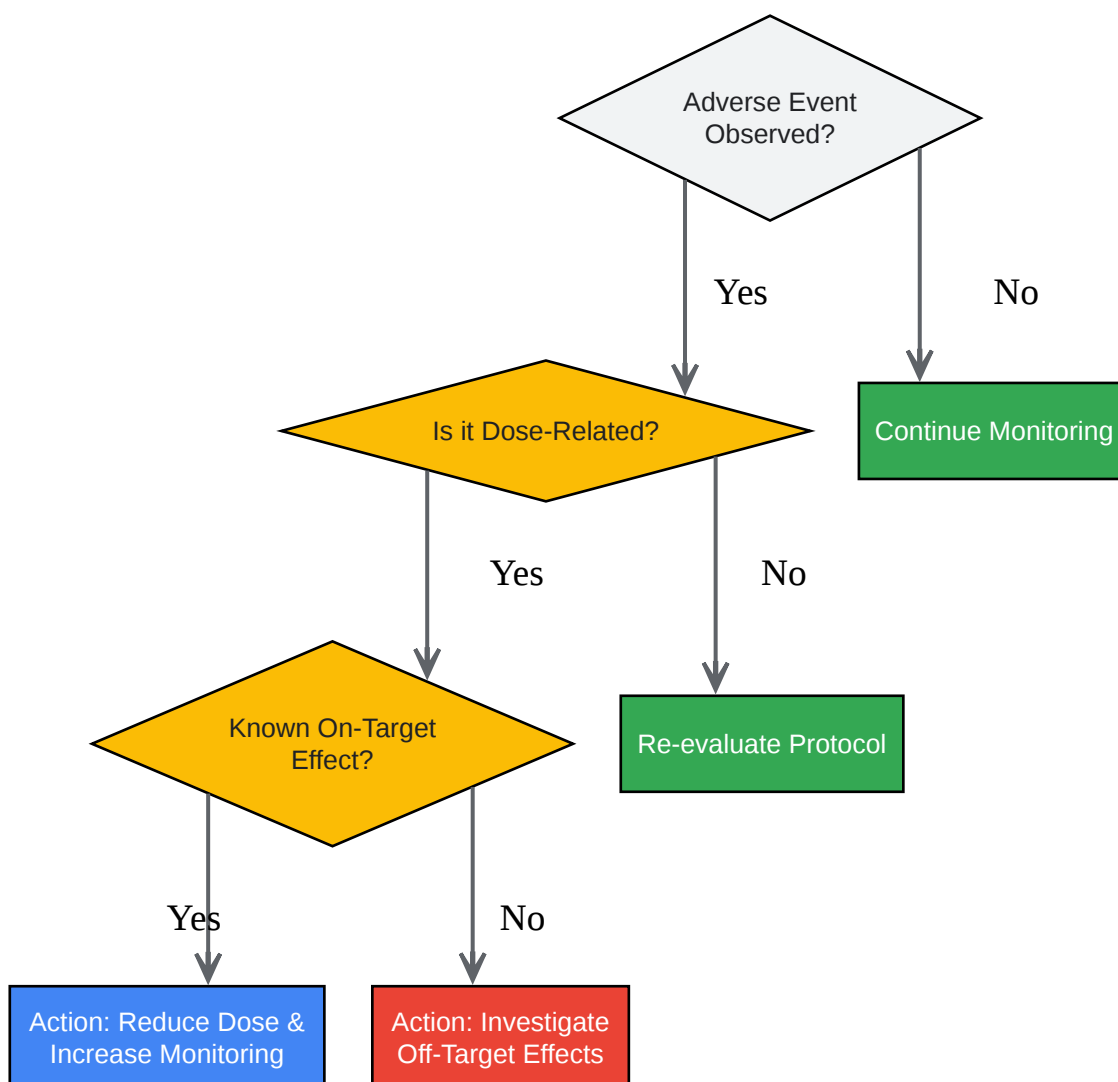 Adverse Event
Observed?
Yes
No
Is it Dose-Related?
Continue Monitoring
Yes
No
Known On-Target
Effect?
Re-evaluate Protocol
Yes
No
Action: Reduce Dose &
Increase Monitoring
Action: Investigate
Off-Target Effects